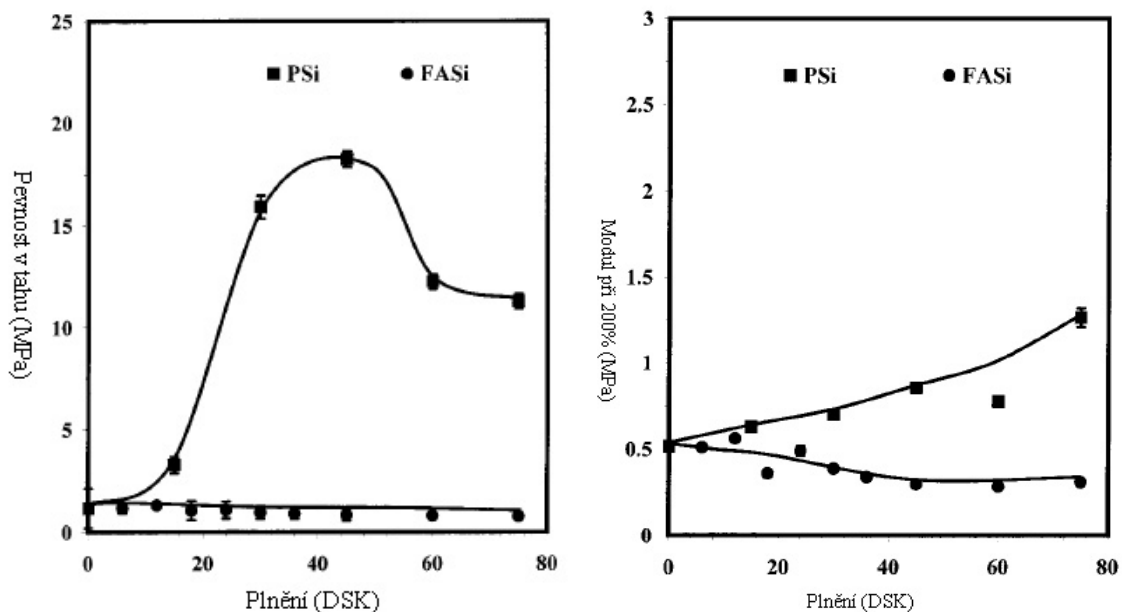 25
20
15
10
5
0
PSi FASi
Pevnost v tahu (MPa)
0 20 40 60 80
Plnění (DSK)
3
2.5
2
1.5
1
0.5
0
PSi FASi
Modul při 200% (MPa)
0 20 40 60 80
Plnění (DSK)